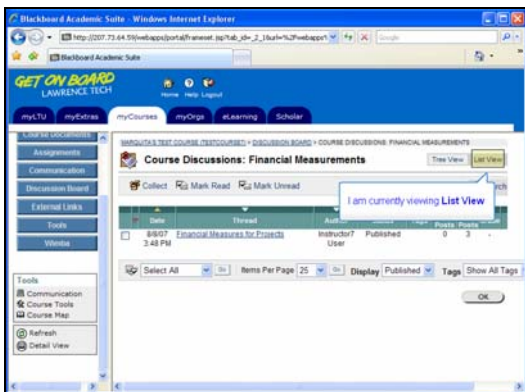 Blackboard Academic Suite - Windows Internet Explorer
Google
Blackboard Academic Suite
GET ON BOARD
LAWRENCE TECH
Home Help Logout
myLTU myExtras myCourses myOrgs eLearning Scholar
Course Documents
Assignments
Communication
Discussion Board
External Links
Tools
Wimba
Tools
Communication
Course Tools
Course Map
Refresh
Detail View
MARQUITA'S TEST COURSE (TESTCOURSE1) > DISCUSSION BOARD > COURSE DISCUSSIONS: FINANCIAL MEASUREMENTS
Course Discussions: Financial Measurements
Tree View List View
Collect Mark Read Mark Unread
I am currently viewing List View
Date Thread
Posts Posts
8/8/07 Financial Measures for Projects Instructor7 Published 0 3 -
3:48 PM User
Select All Go Items Per Page 25 Go Display Published Tags Show All Tags
OK